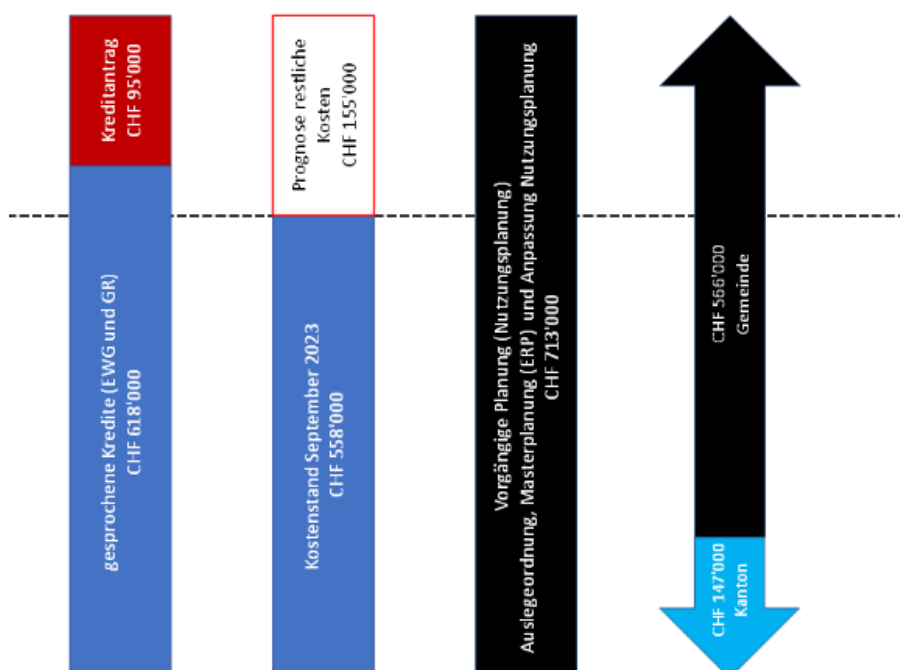 Kreditantrag
CHF 95'000
gesprochene Kredite (EWG und GR)
CHF 618'000
Prognose restliche
Kosten
CHF 155'000
Kostenstand September 2023
CHF 558'000
Vorgängige Planung (Nutzungsplanung)
Auslegeordnung, Masterplanung (ERP) und Anpassung Nutzungsplanung
CHF 713'000
CHF 566'000
Gemeinde
CHF 147'000
Kanton